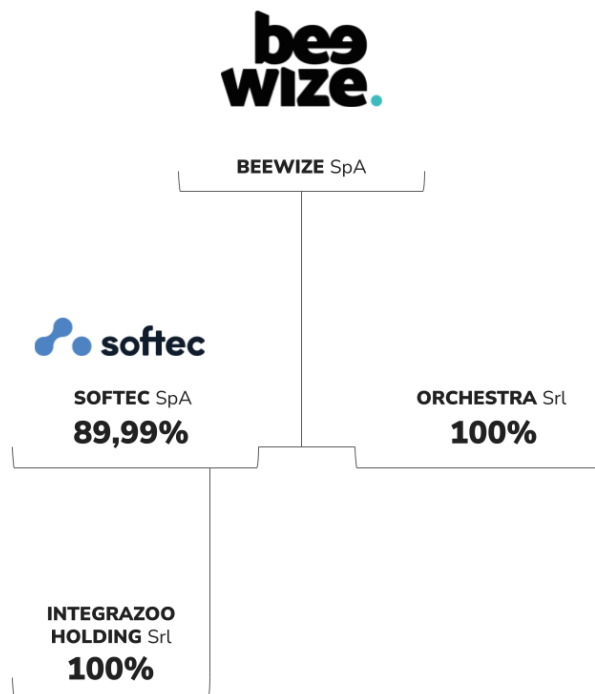 bee
wize.
BEEWIZE SpA
softec
SOFTEC SpA
89,99%
ORCHESTRA Srl
100%
INTEGRAZOO
HOLDING Srl
100%